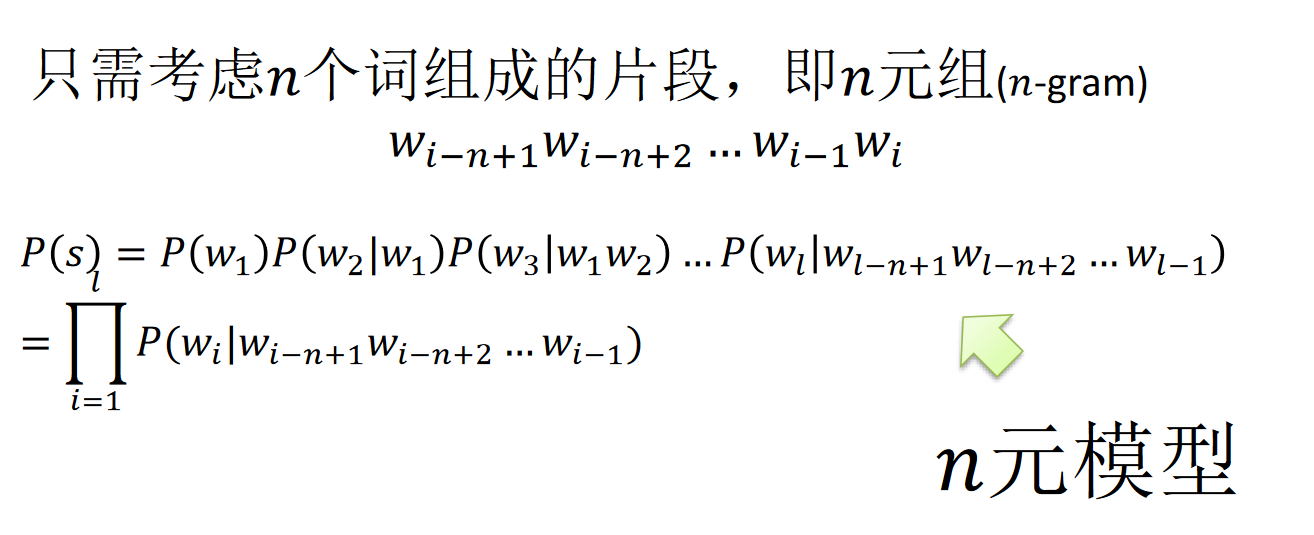 只需考虑n个词组成的片段，即n元组(n-gram)
w_{i−n+1}w_{i−n+2} … w_{i−1}w_i
P(s) = P(w_1)P(w_2|w_1)P(w_3|w_1w_2) … P(w_l|w_{l−n+1}w_{l−n+2} … w_{l−1})
= ∏_{i=1}^{l} P(w_i|w_{i−n+1}w_{i−n+2} … w_{i−1})
n元模型